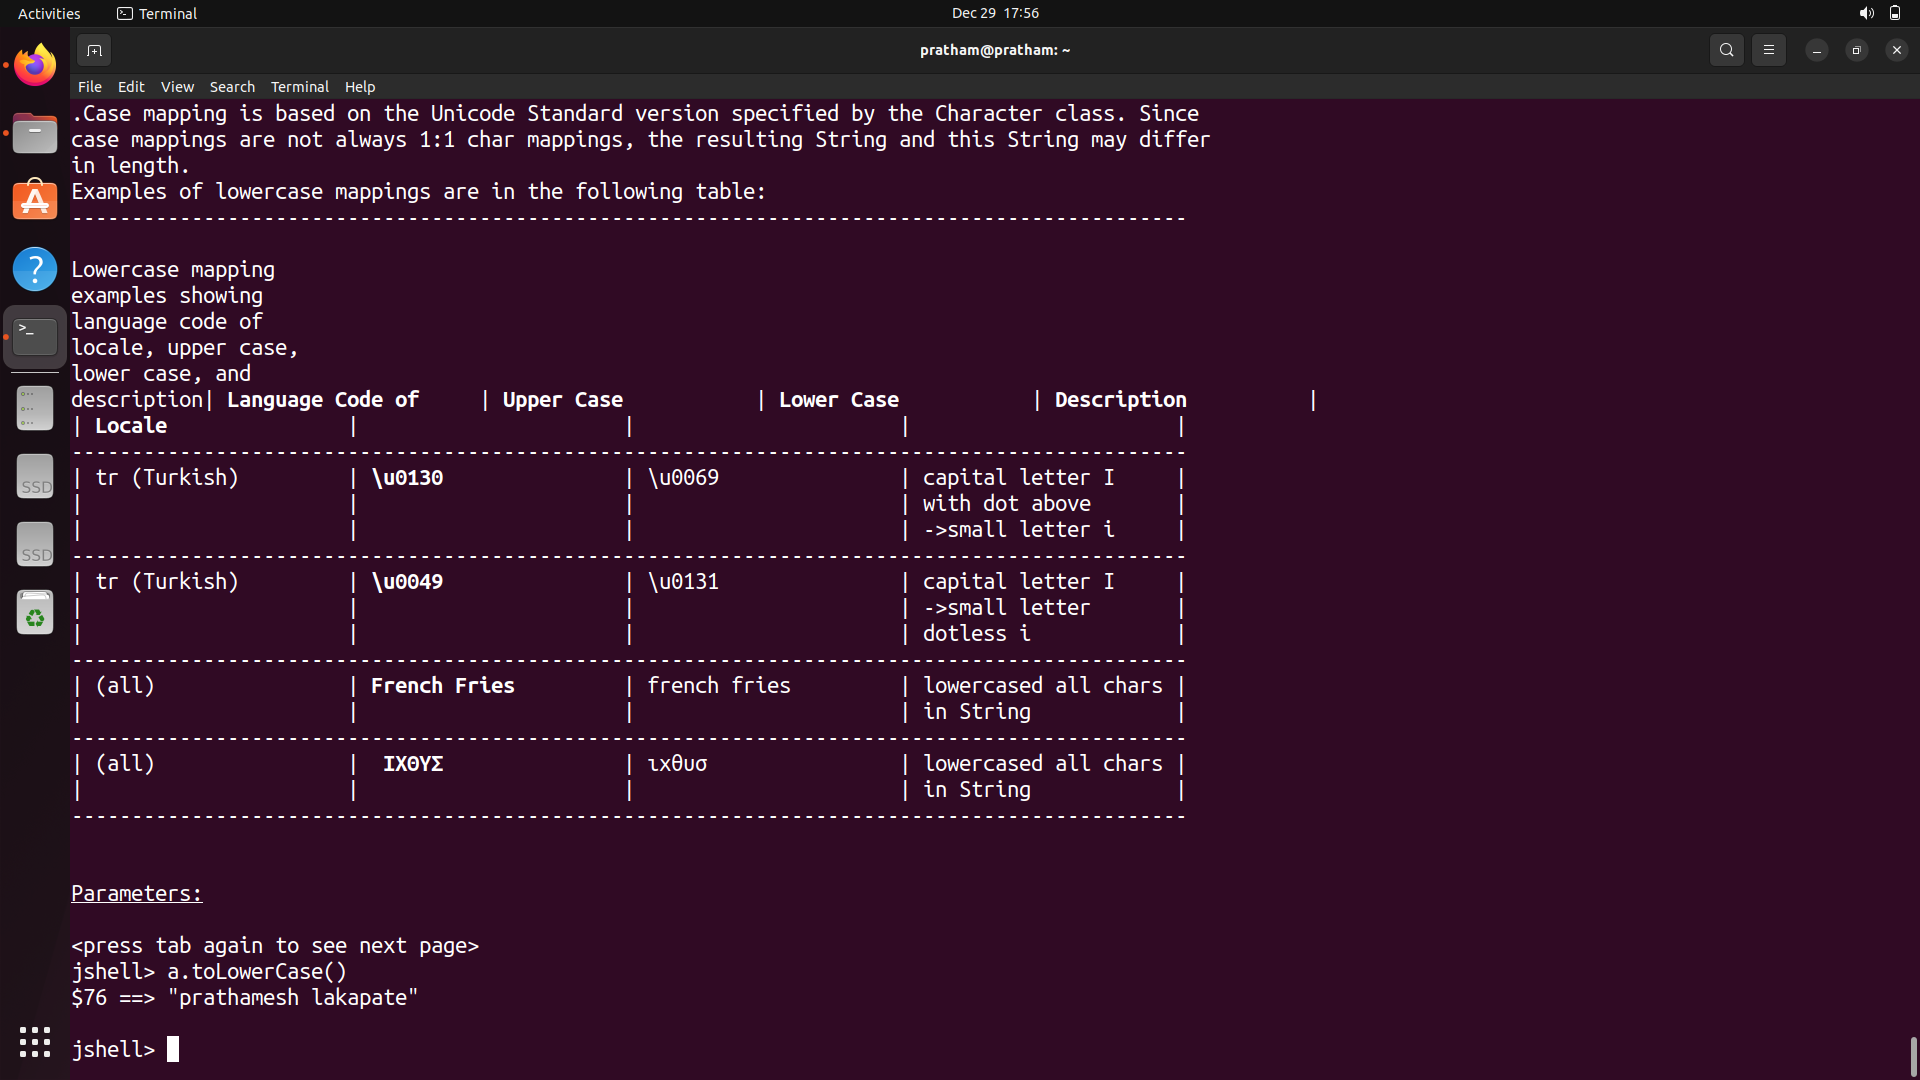 Activities Terminal Dec 29 17:56
pratham@pratham: ~
File Edit View Search Terminal Help
.Case mapping is based on the Unicode Standard version specified by the Character class. Since
case mappings are not always 1:1 char mappings, the resulting String and this String may differ
in length.
Examples of lowercase mappings are in the following table:
---------------------------------------------------------------------------------------------
Lowercase mapping
examples showing
language code of
locale, upper case,
lower case, and
description| Language Code of     | Upper Case           | Lower Case           | Description          |
| Locale               |                      |                      |                      |
---------------------------------------------------------------------------------------------
| tr (Turkish)         | \u0130               | \u0069               | capital letter I     |
|                      |                      |                      | with dot above       |
|                      |                      |                      | ->small letter i     |
---------------------------------------------------------------------------------------------
| tr (Turkish)         | \u0049               | \u0131               | capital letter I     |
|                      |                      |                      | ->small letter       |
|                      |                      |                      | dotless i            |
---------------------------------------------------------------------------------------------
| (all)                | French Fries         | french fries         | lowercased all chars |
|                      |                      |                      | in String            |
---------------------------------------------------------------------------------------------
| (all)                |  ΙΧΘΥΣ               | ιχθυσ                | lowercased all chars |
|                      |                      |                      | in String            |
---------------------------------------------------------------------------------------------
Parameters:
<press tab again to see next page>
jshell> a.toLowerCase()
$76 ==> "prathamesh lakapate"
jshell>
SSD
SSD